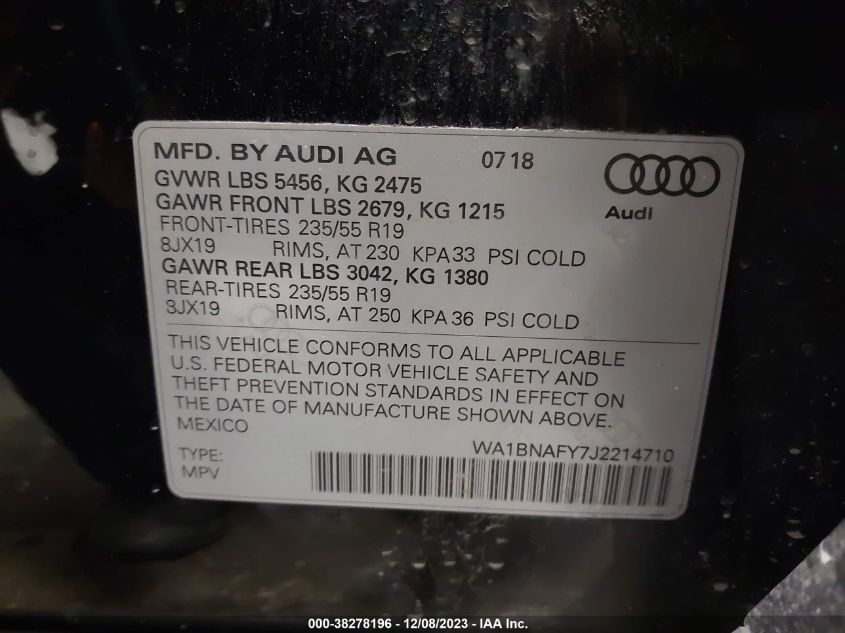 MFD. BY AUDI AG 07 18
GVWR LBS 5456, KG 2475
GAWR FRONT LBS 2679, KG 1215
Audi
FRONT-TIRES 235/55 R19
8JX19 RIMS, AT 230 KPA 33 PSI COLD
GAWR REAR LBS 3042, KG 1380
REAR-TIRES 235/55 R19
8JX19 RIMS, AT 250 KPA 36 PSI COLD
THIS VEHICLE CONFORMS TO ALL APPLICABLE
U.S. FEDERAL MOTOR VEHICLE SAFETY AND
THEFT PREVENTION STANDARDS IN EFFECT ON
THE DATE OF MANUFACTURE SHOWN ABOVE.
MEXICO
WA1BNAFY7J2214710
TYPE:
MPV
000-38278196 - 12/08/2023 - IAA Inc.